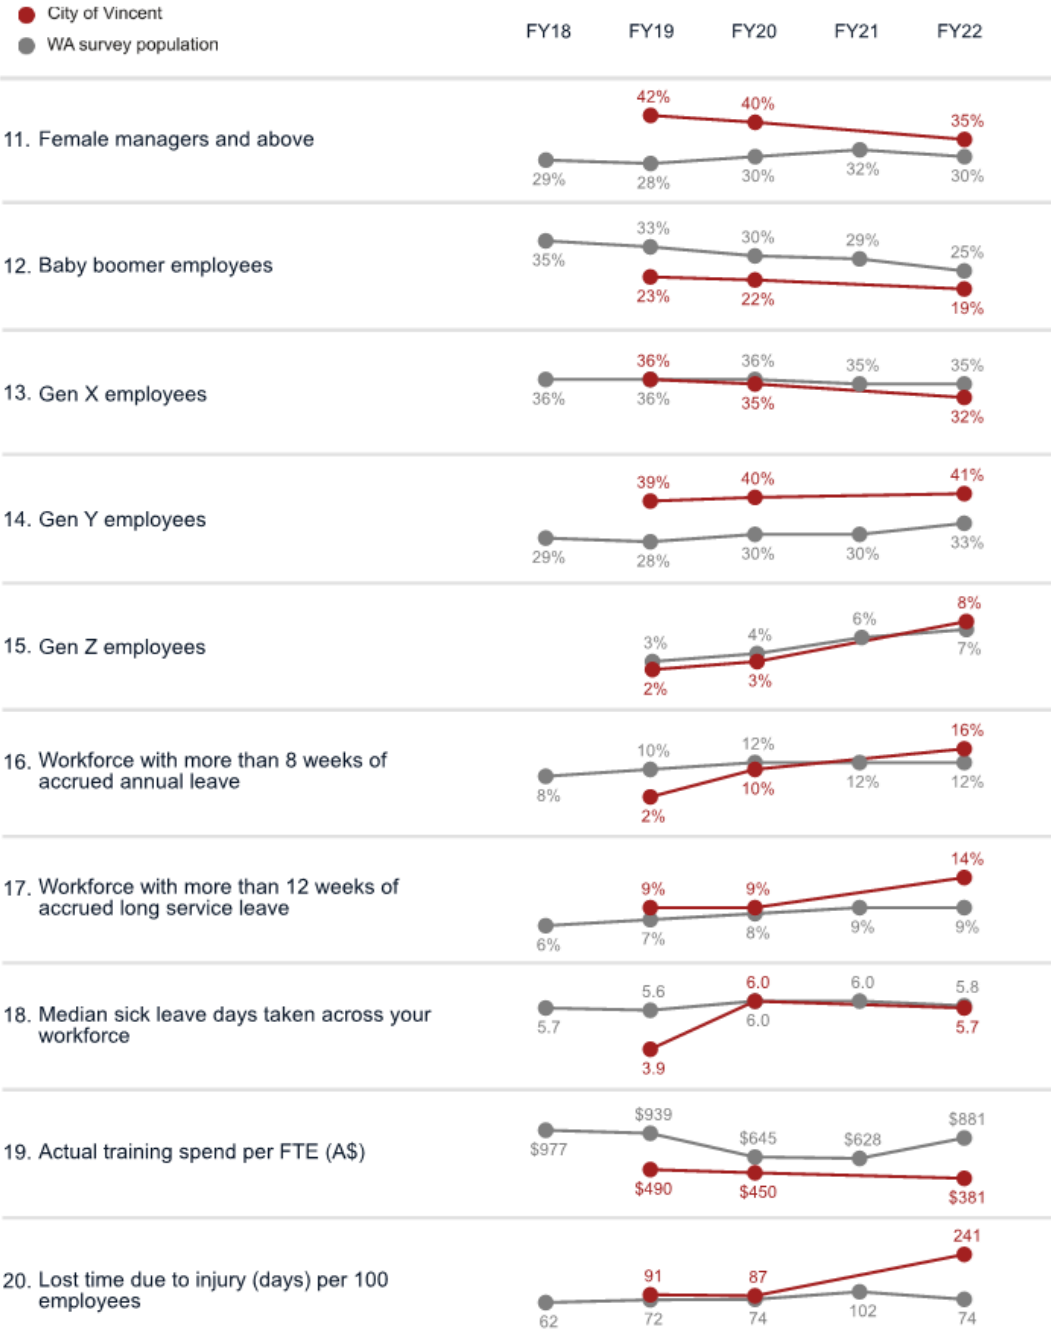 City of Vincent
WA survey population
FY18 FY19 FY20 FY21 FY22
11. Female managers and above
42% 40% 35%
29% 28% 30% 32% 30%
12. Baby boomer employees
35% 33% 30% 29% 25%
23% 22% 19%
13. Gen X employees
36% 35% 32%
36% 36% 36% 35% 35%
14. Gen Y employees
39% 40% 41%
29% 28% 30% 30% 33%
15. Gen Z employees
3% 4% 6% 7%
2% 3% 8%
16. Workforce with more than 8 weeks of
accrued annual leave
8% 10% 12% 12% 12%
2% 10% 16%
17. Workforce with more than 12 weeks of
accrued long service leave
9% 9% 14%
6% 7% 8% 9% 9%
18. Median sick leave days taken across your
workforce
5.7 5.6 6.0 6.0 5.8
3.9 6.0 5.7
19. Actual training spend per FTE (A$)
$977 $939 $645 $628 $881
$490 $450 $381
20. Lost time due to injury (days) per 100
employees
91 87 241
62 72 74 102 74